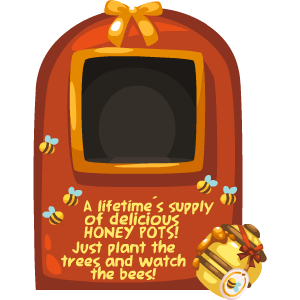 A lifetime´s supply
of delicious
HONEY POTS!
Just plant the
trees and watch
the bees!